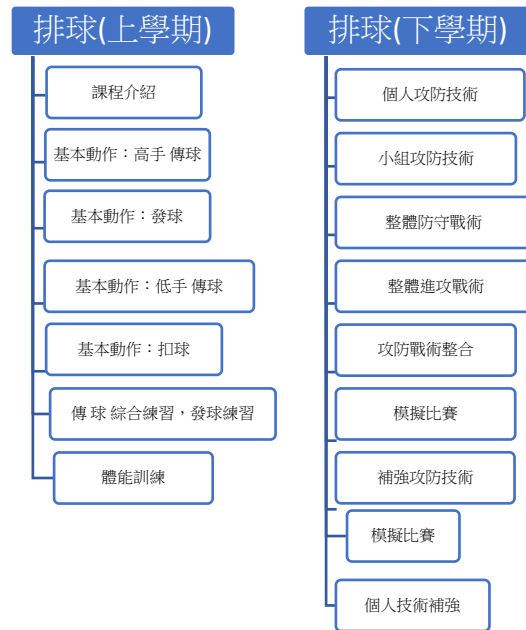 排球(上學期)
課程介紹
基本動作：高手 傳球
基本動作：發球
基本動作：低手 傳球
基本動作：扣球
傳 球 綜合練習，發球練習
體能訓練
排球(下學期)
個人攻防技術
小組攻防技術
整體防守戰術
整體進攻戰術
攻防戰術整合
模擬比賽
補強攻防技術
模擬比賽
個人技術補強